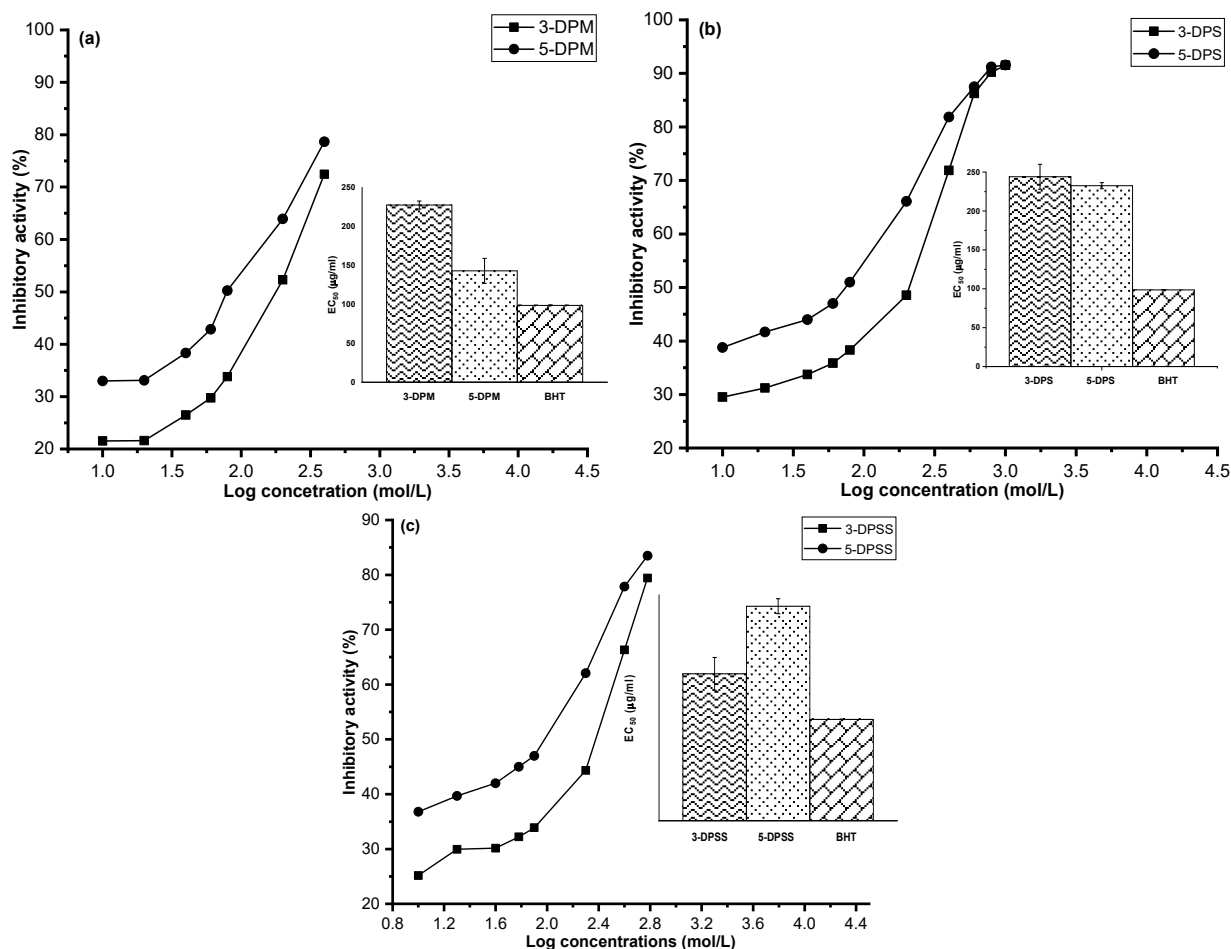 (a)
3-DPM
5-DPM
Inhibitory activity (%)
100
90
80
70
60
50
40
30
20
1.0 1.5 2.0 2.5 3.0 3.5 4.0 4.5
Log concetration (mol/L)
EC50 (µg/ml)
250
200
150
100
50
0
3-DPM 5-DPM BHT
(b)
3-DPS
5-DPS
Inhibitory activity (%)
100
90
80
70
60
50
40
30
20
1.0 1.5 2.0 2.5 3.0 3.5 4.0 4.5
Log concentration (mol/L)
EC50 (µg/ml)
250
200
150
100
50
0
3-DPS 5-DPS BHT
(c)
3-DPSS
5-DPSS
Inhibitory activity (%)
90
80
70
60
50
40
30
20
0.8 1.2 1.6 2.0 2.4 2.8 3.2 3.6 4.0 4.4
Log concentrations (mol/L)
EC 50 (µg/ml)
3-DPSS 5-DPSS BHT